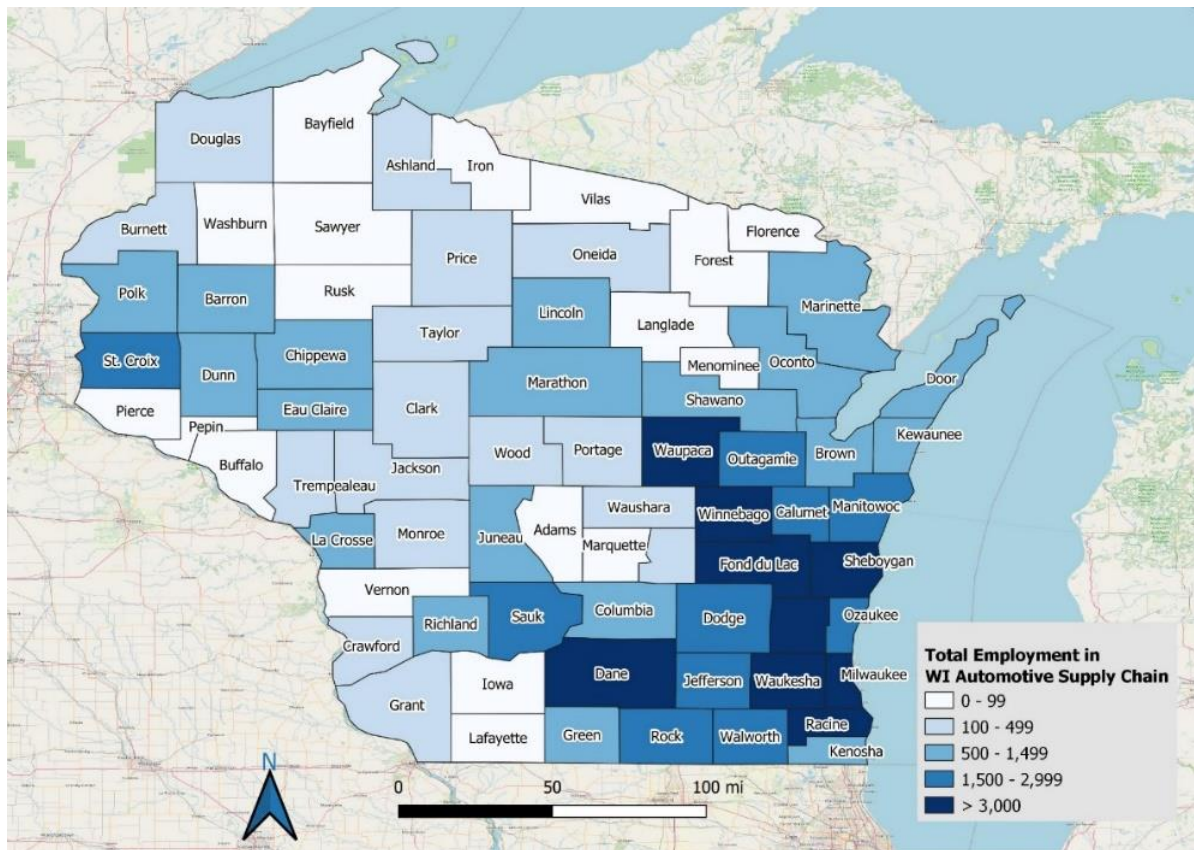 Bayfield
Douglas
Ashland
Iron
Vilas
Washburn
Burnett
Sawyer
Florence
Price
Oneida
Forest
Polk
Barron
Rusk
Lincoln
Marinette
Taylor
Langlade
St. Croix
Chippewa
Dunn
Menominee
Oconto
Marathon
Door
Pierce
Eau Claire
Clark
Shawano
Pepin
Kewaunee
Buffalo
Wood
Portage
Waupaca
Outagamie
Brown
Jackson
Trempealeau
Waushara
Winnebago
Calumet
Manitowoc
La Crosse
Monroe
Juneau
Adams
Marquette
Fond du Lac
Sheboygan
Vernon
Richland
Sauk
Columbia
Dodge
Ozaukee
Crawford
Dane
Jefferson
Waukesha
Milwaukee
Iowa
Grant
Racine
Lafayette
Green
Rock
Walworth
Kenosha
Total Employment in
WI Automotive Supply Chain
0 - 99
100 - 499
500 - 1,499
1,500 - 2,999
> 3,000
N
0 50 100 mi